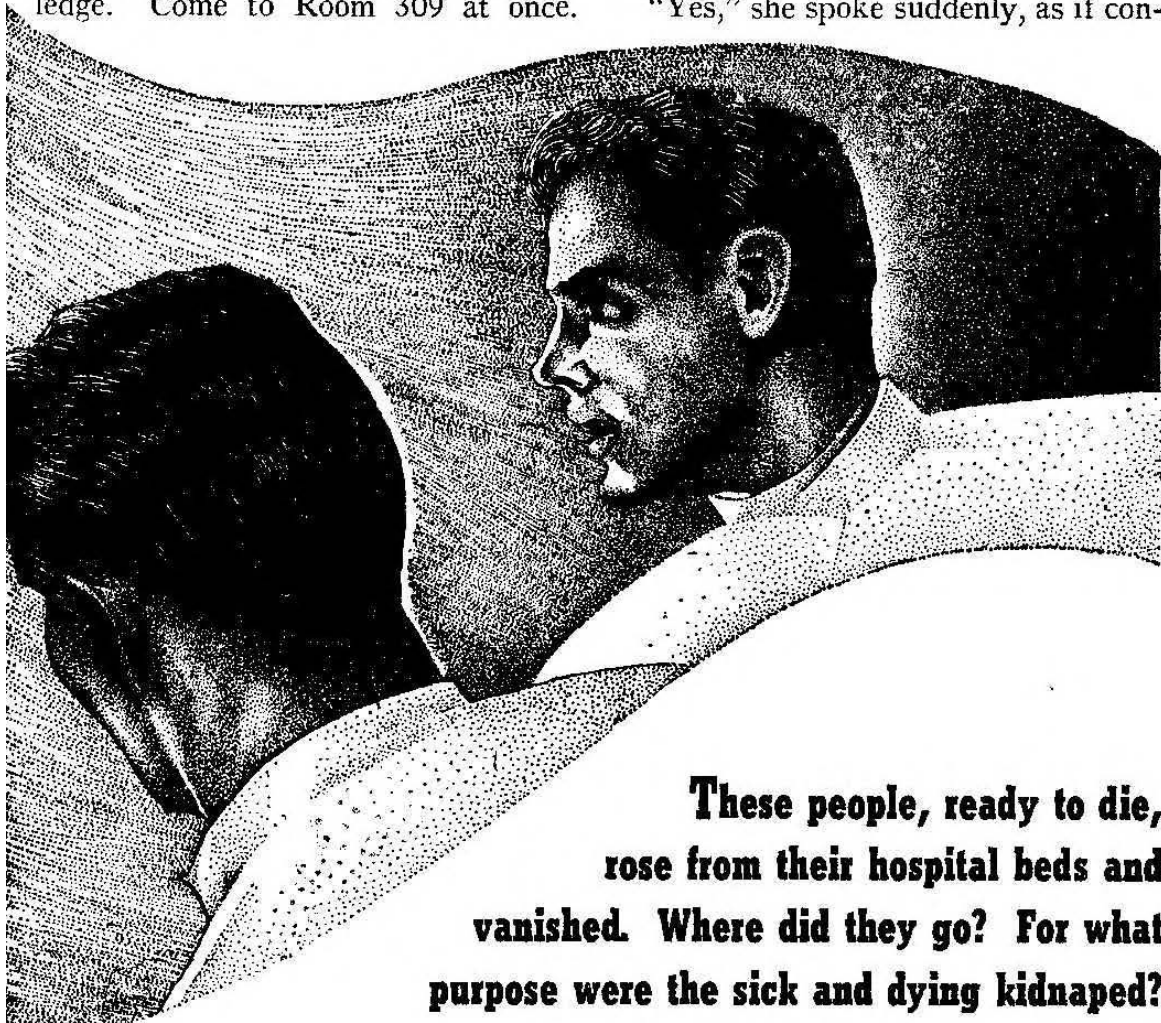 ledge. Come to Room 309 at once.
"Yes," she spoke suddenly, as if con-
These people, ready to die,
rose from their hospital beds and
vanished. Where did they go? For what
purpose were the sick and dying kidnaped?